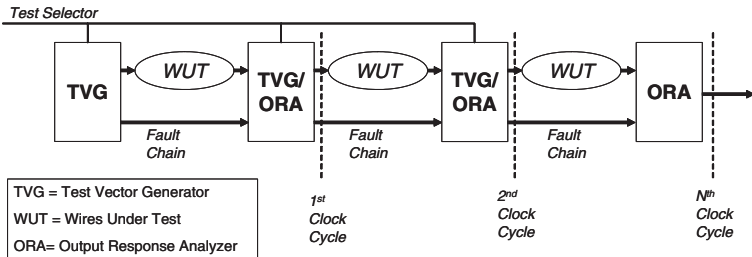 Test Selector
TVG
WUT
TVG/
ORA
WUT
TVG/
ORA
WUT
ORA
Fault
Chain
Fault
Chain
Fault
Chain
1st
Clock
Cycle
2nd
Clock
Cycle
Nth
Clock
Cycle
TVG = Test Vector Generator
WUT = Wires Under Test
ORA= Output Response Analyzer